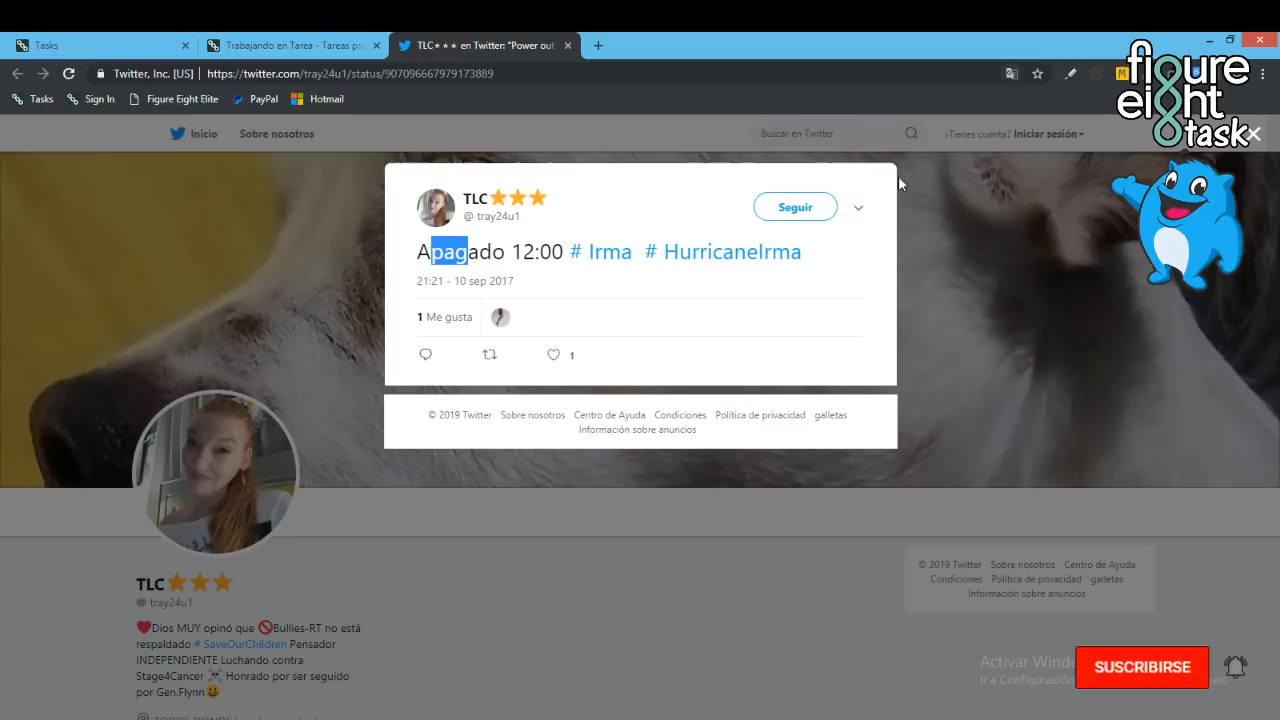 Tasks
Trabajando en Tarea - Tareas po
TLC★★★ en Twitter: "Power out
Twitter, Inc. [US]
https://twitter.com/tray24u1/status/907096667979173889
Tasks
Sign In
Figure Eight Elite
PayPal
Hotmail
figure
eight
task
Inicio
Sobre nosotros
Buscar en Twitter
¿Tienes cuenta? Iniciar sesión
TLC⭐⭐⭐
@ tray24u1
Seguir
Apagado 12:00 # Irma # HurricaneIrma
21:21 - 10 sep 2017
1 Me gusta
1
© 2019 Twitter Sobre nosotros Centro de Ayuda Condiciones Política de privacidad galletas
Información sobre anuncios
TLC⭐⭐⭐
@ tray24u1
❤️Dios MUY opinó que 🚫Bullies-RT no está
respaldado # SaveOurChildren Pensador
INDEPENDIENTE Luchando contra
Stage4Cancer ☠️ Honrado por ser seguido
por Gen.Flynn😃
© 2019 Twitter Sobre nosotros Centro de Ayuda
Condiciones Política de privacidad galletas
Información sobre anuncios
Activar Windo
Ir a Configuración
SUSCRIBIRSE